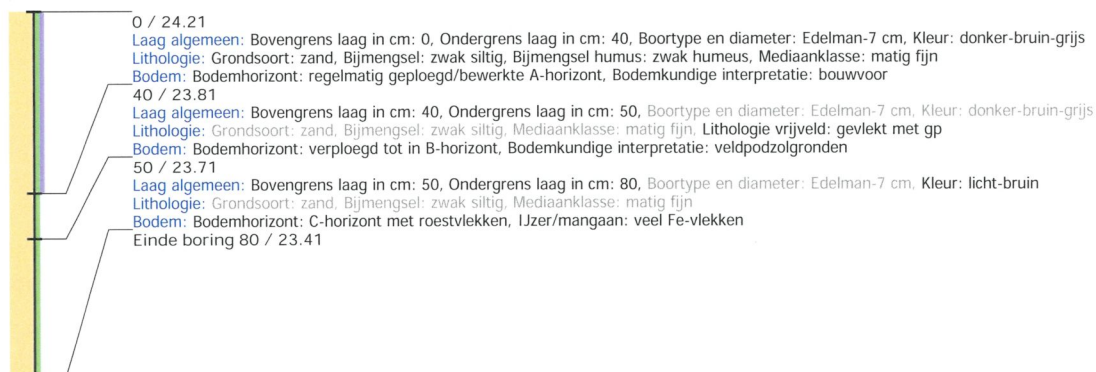 0 / 24.21
Laag algemeen: Bovengrens laag in cm: 0, Ondergrens laag in cm: 40, Boortype en diameter: Edelman-7 cm, Kleur: donker-bruin-grijs
Lithologie: Grondsoort: zand, Bijmengsel: zwak siltig, Bijmengsel humus: zwak humeus, Mediaanklasse: matig fijn
Bodem: Bodemhorizont: regelmatig geploegd/bewerkte A-horizont, Bodemkundige interpretatie: bouwvoor
40 / 23.81
Laag algemeen: Bovengrens laag in cm: 40, Ondergrens laag in cm: 50, Boortype en diameter: Edelman-7 cm, Kleur: donker-bruin-grijs
Lithologie: Grondsoort: zand, Bijmengsel: zwak siltig, Mediaanklasse: matig fijn, Lithologie vrijveld: gevlekt met gp
Bodem: Bodemhorizont: verploegd tot in B-horizont, Bodemkundige interpretatie: veldpodzolgronden
50 / 23.71
Laag algemeen: Bovengrens laag in cm: 50, Ondergrens laag in cm: 80, Boortype en diameter: Edelman-7 cm, Kleur: licht-bruin
Lithologie: Grondsoort: zand, Bijmengsel: zwak siltig, Mediaanklasse: matig fijn
Bodem: Bodemhorizont: C-horizont met roestvlekken, IJzer/mangaan: veel Fe-vlekken
Einde boring 80 / 23.41